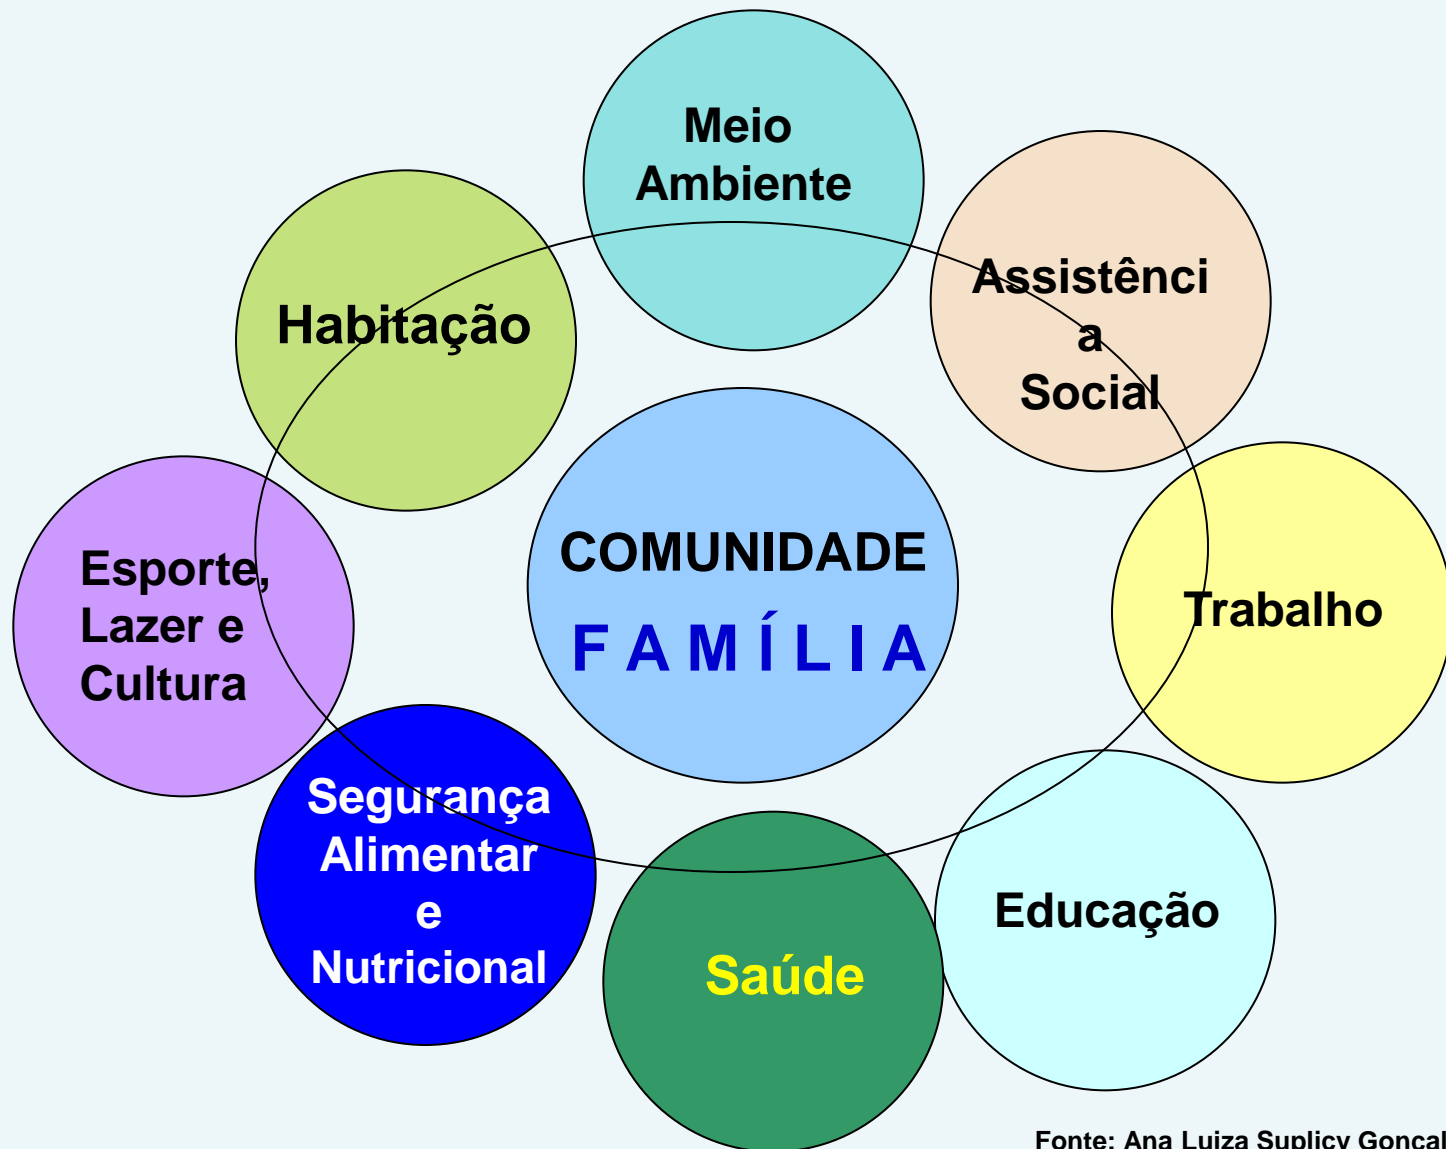 Meio
Ambiente
Assistênci
a
Social
Habitação
COMUNIDADE
F A M Í L I A
Esporte,
Lazer e
Cultura
Trabalho
Segurança
Alimentar
e
Nutricional
Educação
Saúde
Fonte: Ana Luiza Suplicy Gonçal